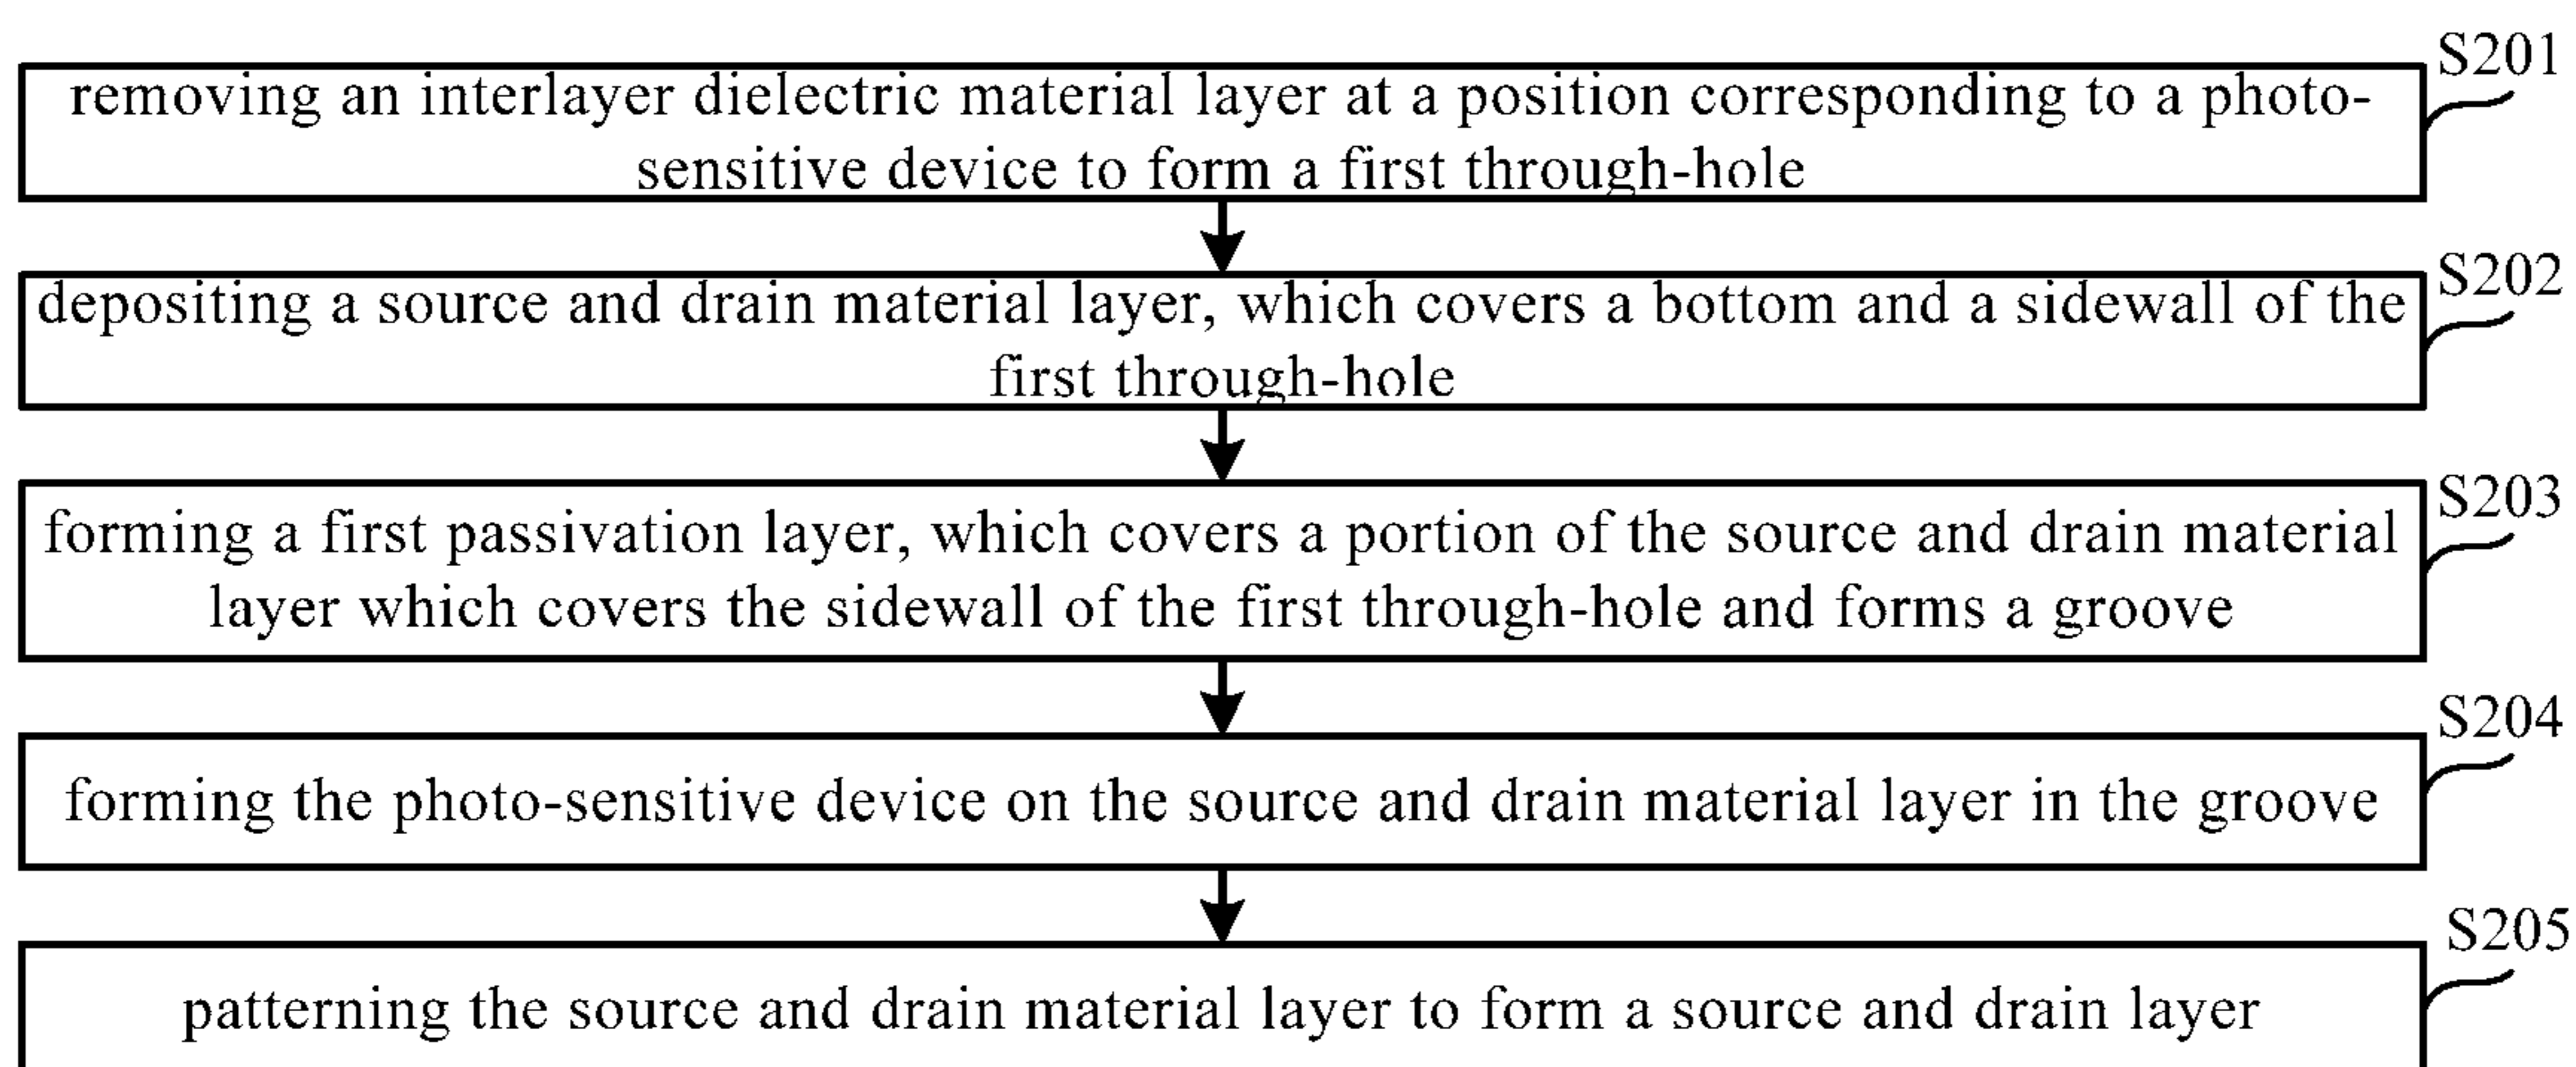 S201
removing an interlayer dielectric material layer at a position corresponding to a photo-
sensitive device to form a first through-hole
S202
depositing a source and drain material layer, which covers a bottom and a sidewall of the
first through-hole
S203
forming a first passivation layer, which covers a portion of the source and drain material
layer which covers the sidewall of the first through-hole and forms a groove
S204
forming the photo-sensitive device on the source and drain material layer in the groove
S205
patterning the source and drain material layer to form a source and drain layer